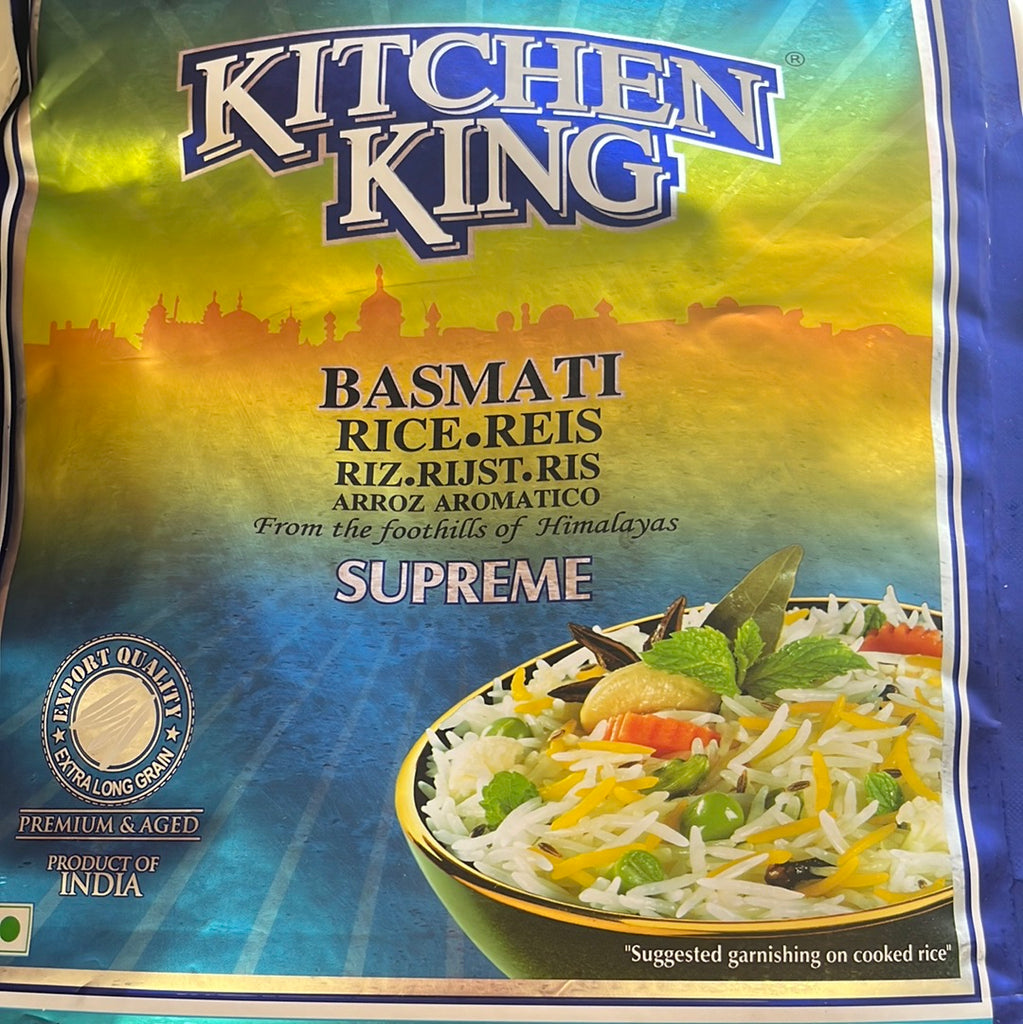 KITCHEN
KING
®
BASMATI
RICE.REIS
RIZ.RIJST.RIS
ARROZ AROMATICO
From the foothills of Himalayas
SUPREME
EXPORT QUALITY
EXTRA LONG GRAIN
PREMIUM & AGED
PRODUCT OF
INDIA
"Suggested garnishing on cooked rice"